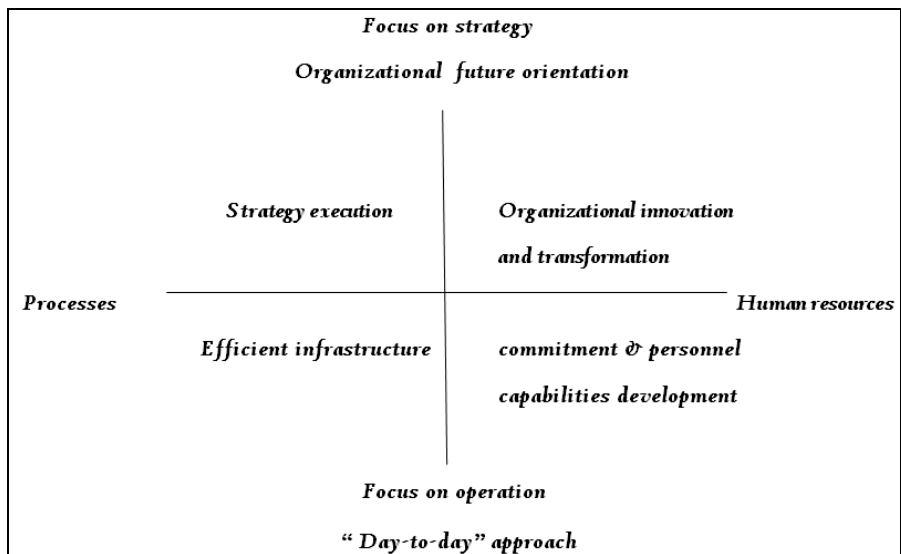 Focus on strategy
Organizational future orientation
Strategy execution
Organizational innovation
and transformation
Processes
Human resources
Efficient infrastructure
commitment & personnel
capabilities development
Focus on operation
“ Day-to-day” approach